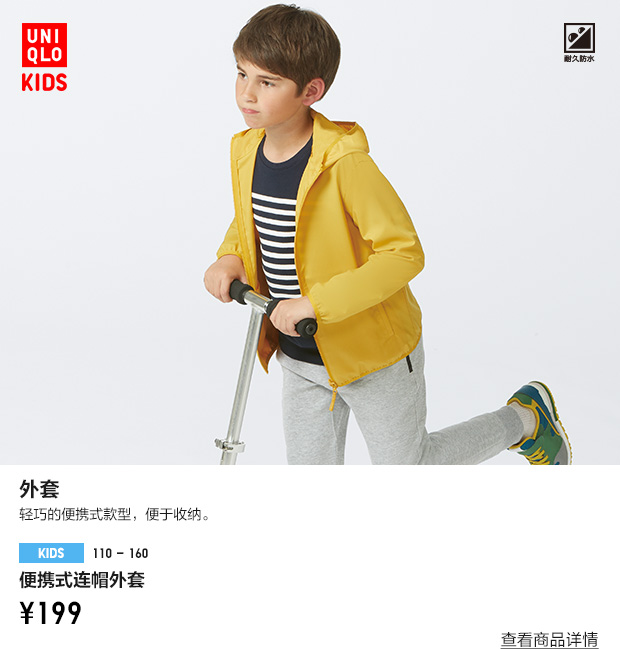 UNI
QLO
KIDS
耐久防水
外套
轻巧的便携式款型，便于收纳。
KIDS 110 – 160
便携式连帽外套
¥199
查看商品详情